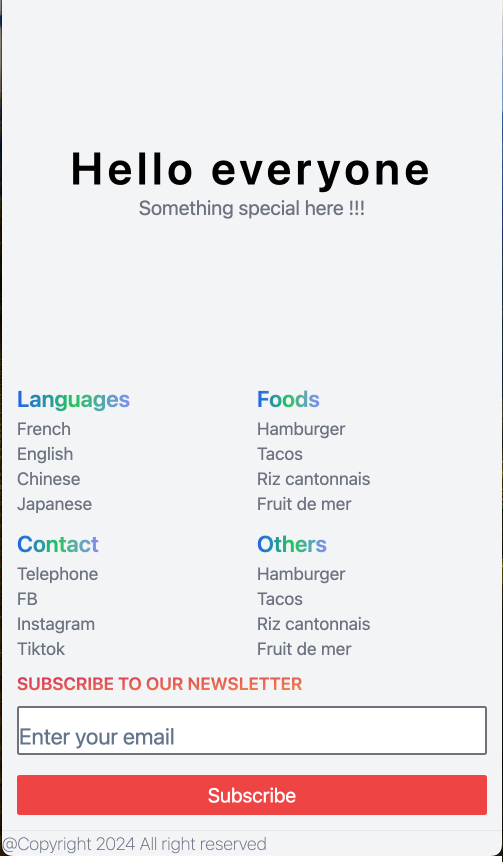 Hello everyone
Something special here !!!
Languages
French
English
Chinese
Japanese
Foods
Hamburger
Tacos
Riz cantonnais
Fruit de mer
Contact
Telephone
FB
Instagram
Tiktok
Others
Hamburger
Tacos
Riz cantonnais
Fruit de mer
SUBSCRIBE TO OUR NEWSLETTER
Enter your email
Subscribe
@Copyright 2024 All right reserved